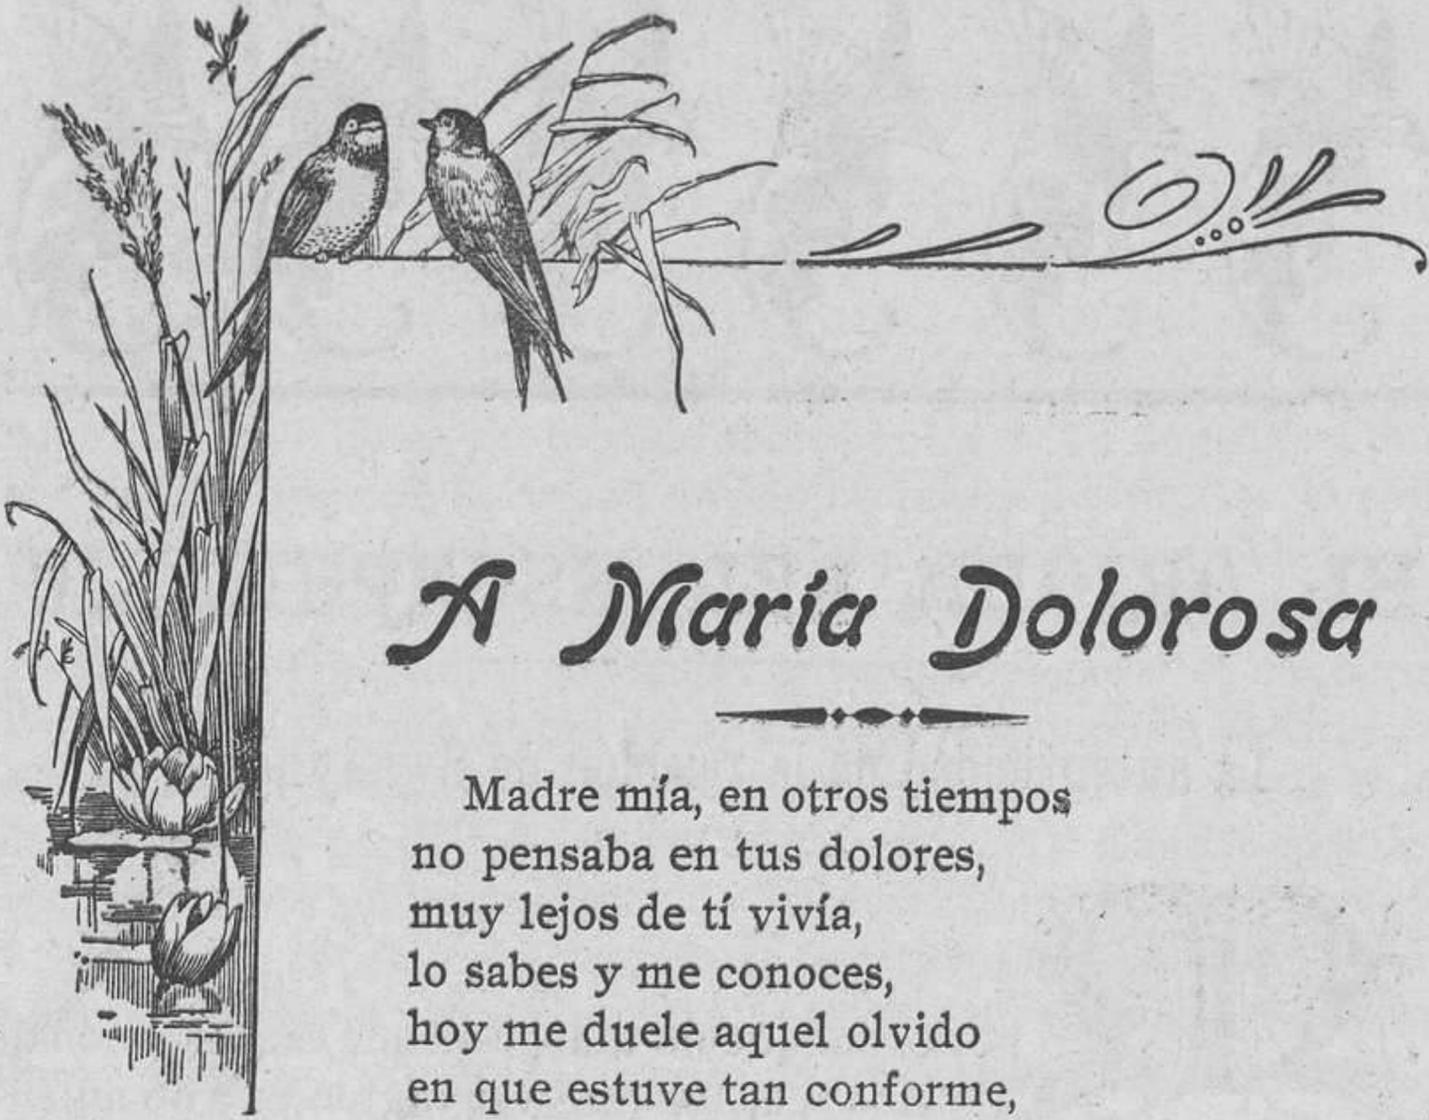 A María Dolorosa
Madre mía, en otros tiempos
no pensaba en tus dolores,
muy lejos de tí vivía,
lo sabes y me conoces,
hoy me duele aquel olvido
en que estuve tan conforme,